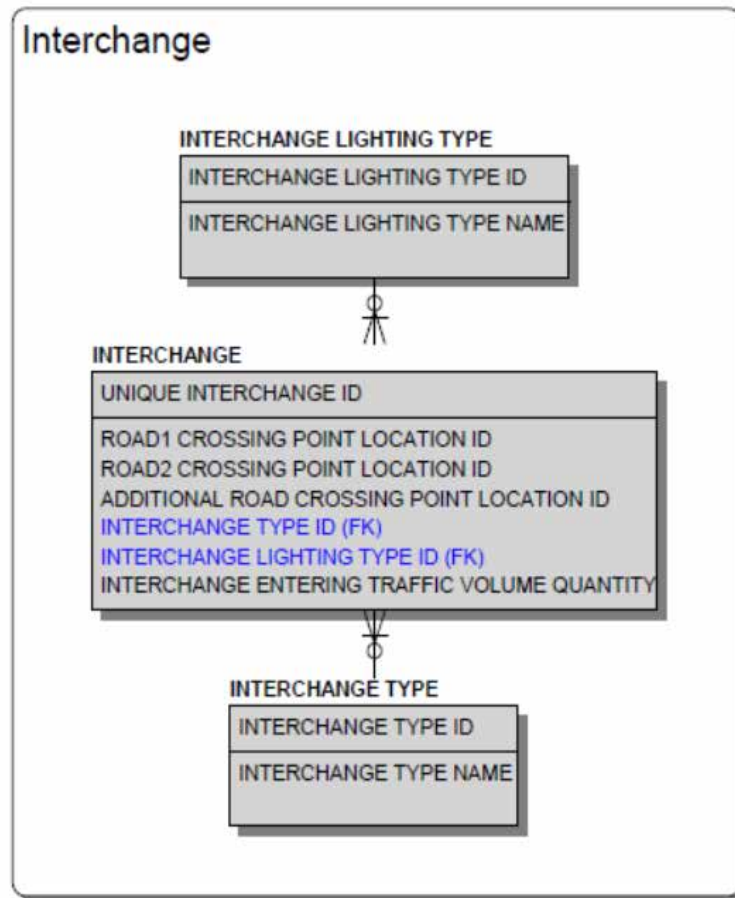 Interchange
INTERCHANGE LIGHTING TYPE
INTERCHANGE LIGHTING TYPE ID
INTERCHANGE LIGHTING TYPE NAME
INTERCHANGE
UNIQUE INTERCHANGE ID
ROAD1 CROSSING POINT LOCATION ID
ROAD2 CROSSING POINT LOCATION ID
ADDITIONAL ROAD CROSSING POINT LOCATION ID
INTERCHANGE TYPE ID (FK)
INTERCHANGE LIGHTING TYPE ID (FK)
INTERCHANGE ENTERING TRAFFIC VOLUME QUANTITY
INTERCHANGE TYPE
INTERCHANGE TYPE ID
INTERCHANGE TYPE NAME